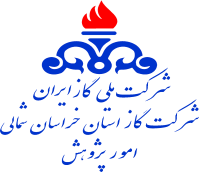 شرکت ملی گاز ایران
شرکت گاز استان خراسان شمالی
امور پژوهش